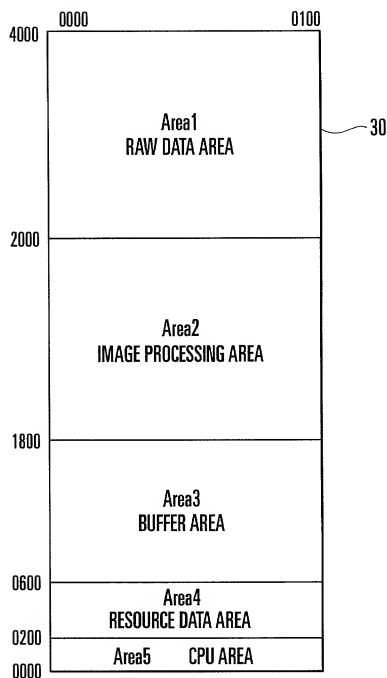 0000 0100
4000
Area1
RAW DATA AREA
30
2000
Area2
IMAGE PROCESSING AREA
1800
Area3
BUFFER AREA
0600
Area4
RESOURCE DATA AREA
0200
Area5 CPU AREA
0000